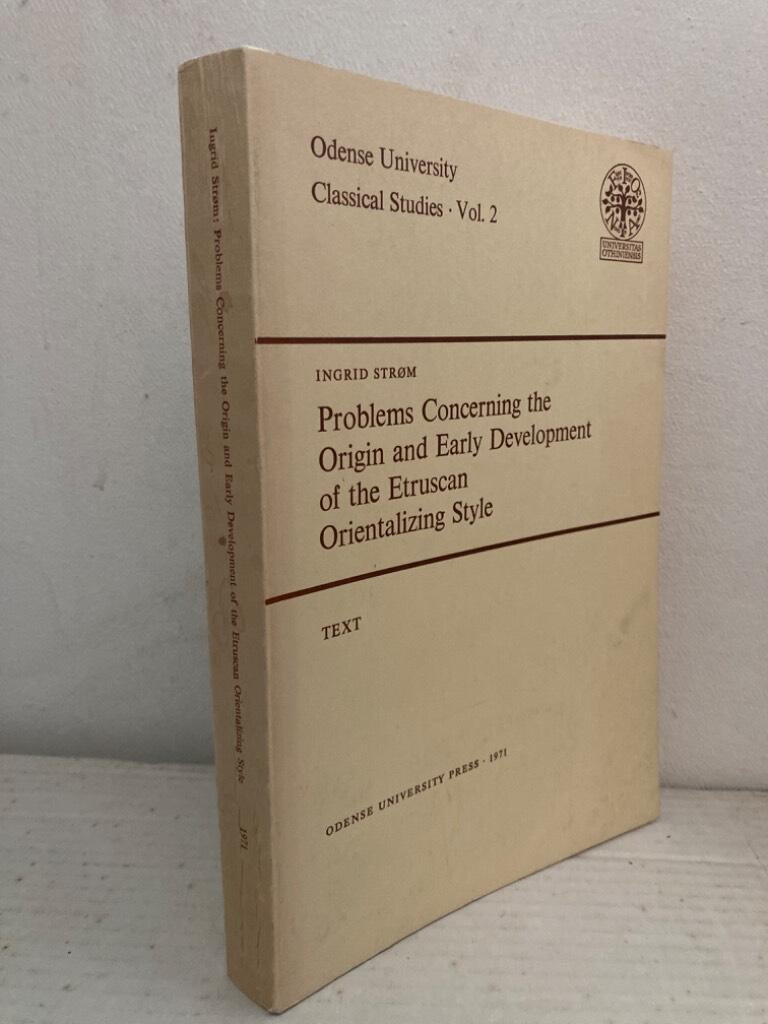 Odense University
Classical Studies · Vol. 2
UNIVERSITAS
OTHINIENSIS
INGRID STRØM
Problems Concerning the
Origin and Early Development
of the Etruscan
Orientalizing Style
TEXT
ODENSE UNIVERSITY PRESS · 1971
Ingrid Strøm: Problems Concerning the Origin and Early Development of the Etruscan Orientalizing Style 1971